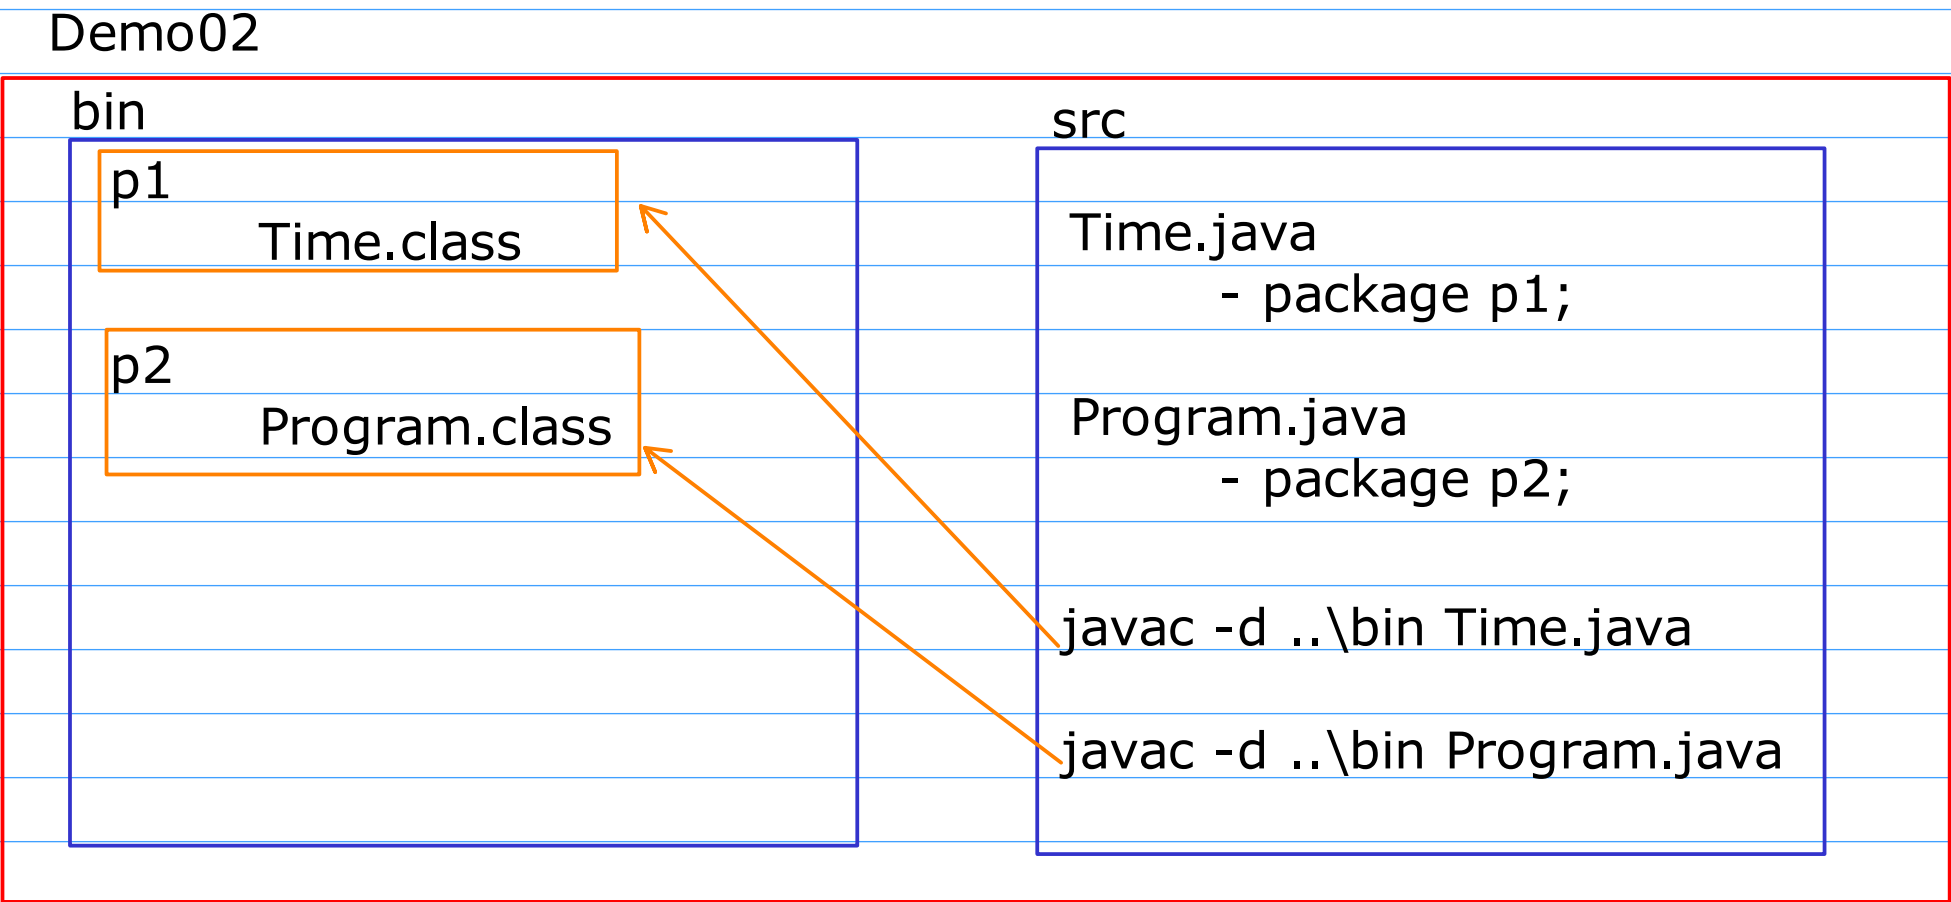 Demo02
bin
p1
Time.class
p2
Program.class
src
Time.java
- package p1;
Program.java
- package p2;
javac -d ..\bin Time.java
javac -d ..\bin Program.java